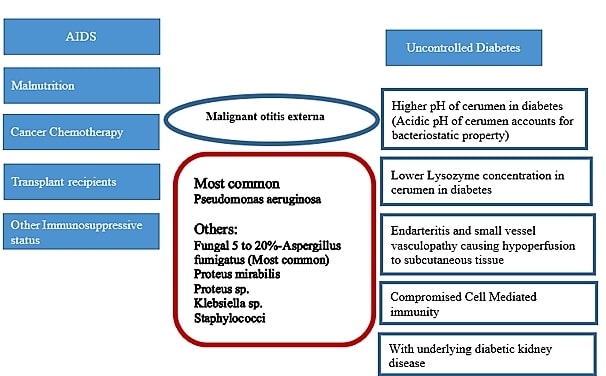 AIDS
Malnutrition
Cancer Chemotherapy
Transplant recipients
Other Immunosuppressive
status
Malignant otitis externa
Most common
Pseudomonas aeruginosa
Others:
Fungal 5 to 20%-Aspergillus
fumigatus (Most common)
Proteus mirabilis
Proteus sp.
Klebsiella sp.
Staphylococci
Uncontrolled Diabetes
Higher pH of cerumen in diabetes
(Acidic pH of cerumen accounts for
bacteriostatic property)
Lower Lysozyme concentration in
cerumen in diabetes
Endarteritis and small vessel
vasculopathy causing hypoperfusion
to subcutaneous tissue
Compromised Cell Mediated
immunity
With underlying diabetic kidney
disease